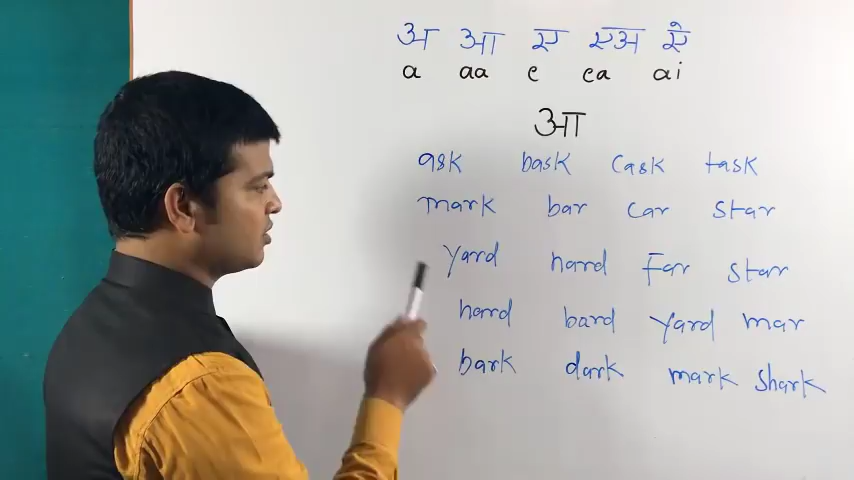 अ आ ए एअ ऐ
a aa e ea ai
आ
ask bask cask task
mark bar car star
yard hard far star
hard bard yard mar
bark dark mark shark